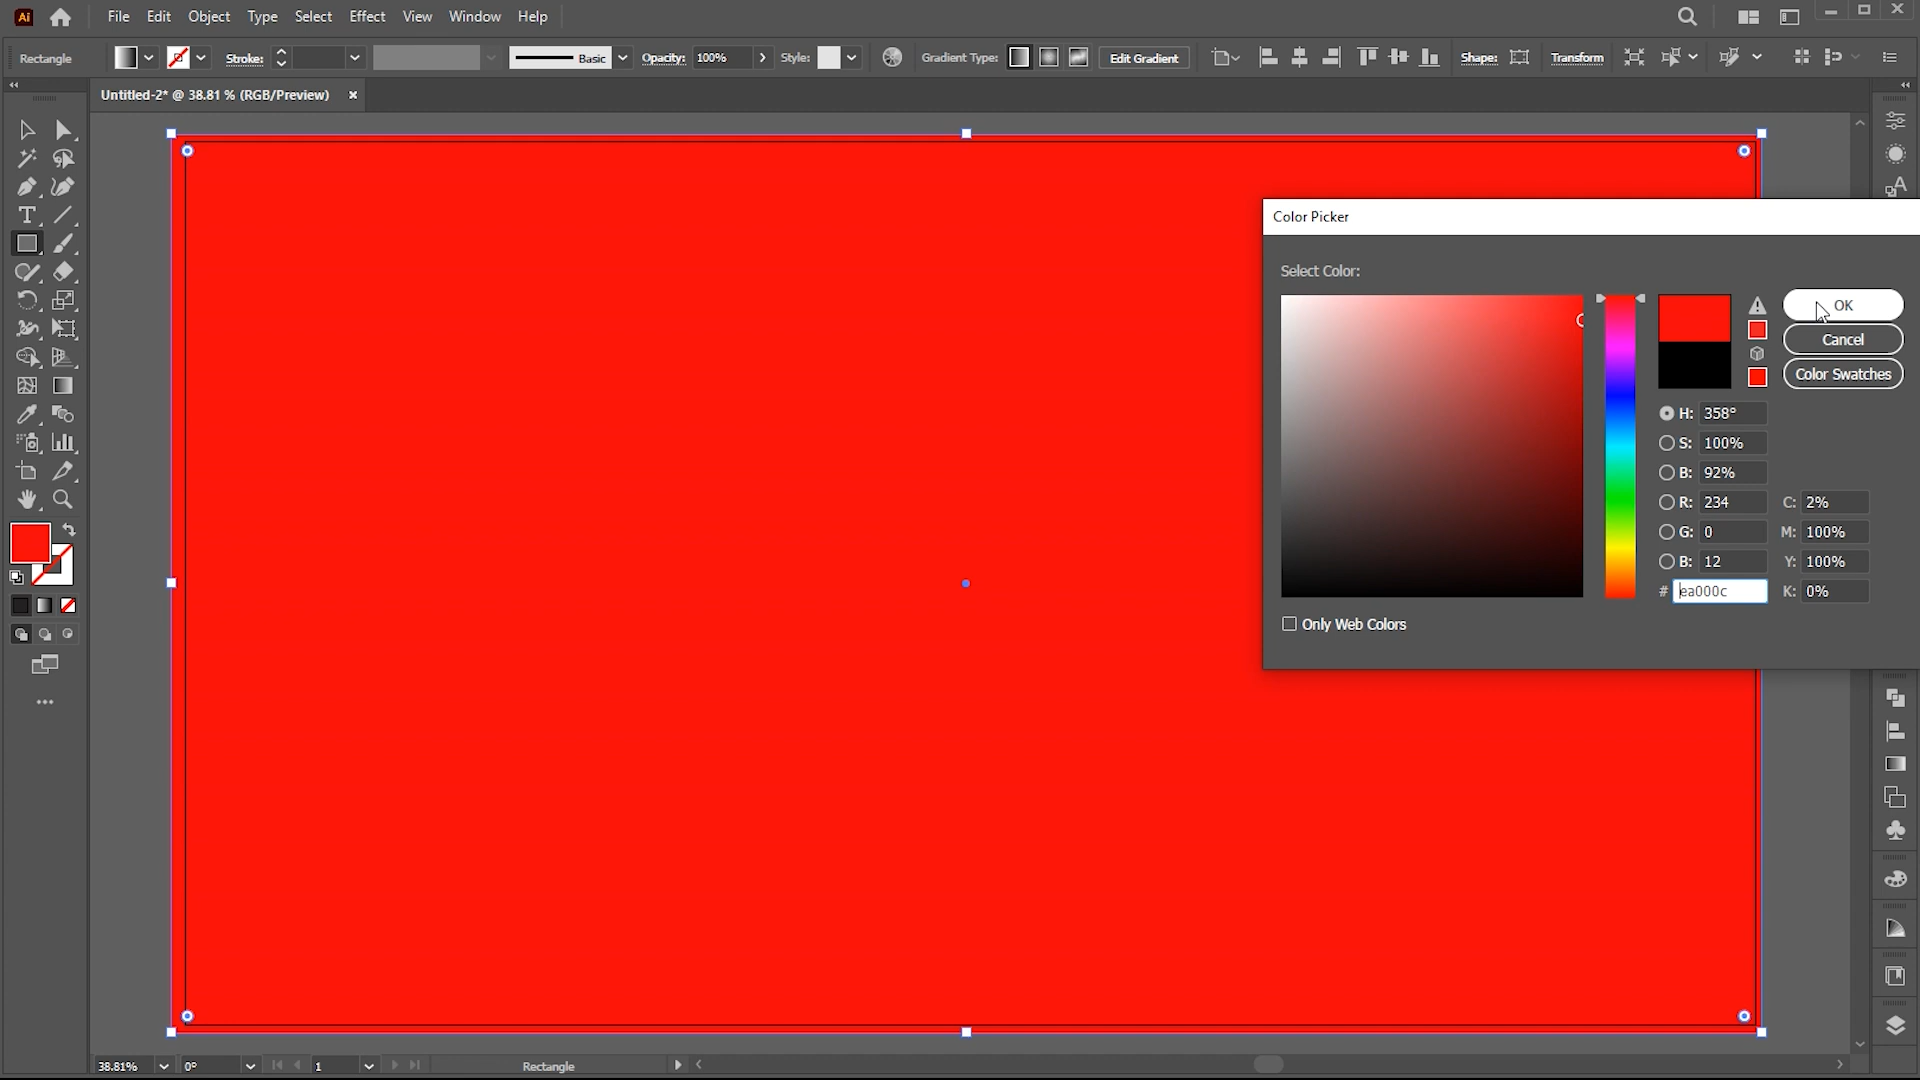 Ai File Edit Object Type Select Effect View Window Help
Rectangle Stroke: Basic Opacity: 100% Style: Gradient Type: Edit Gradient Shape: Transform
Untitled-2* @ 38.81 % (RGB/Preview) ×
Color Picker
Select Color:
OK
Cancel
Color Swatches
H: 358°
S: 100%
B: 92%
R: 234 C: 2%
G: 0 M: 100%
B: 12 Y: 100%
# ea000c K: 0%
Only Web Colors
38.81% 0° 1 Rectangle